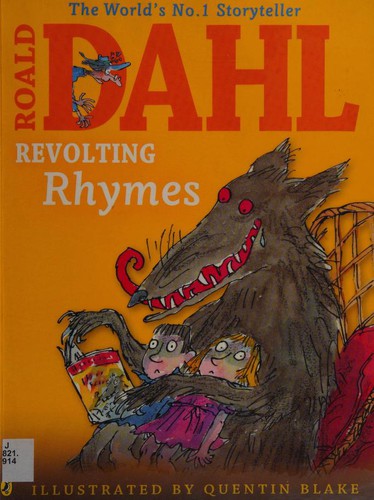 The World's No.1 Storyteller
ROALD
DAHL
REVOLTING
Rhymes
J
821.
914
ILLUSTRATED BY QUENTIN BLAKE